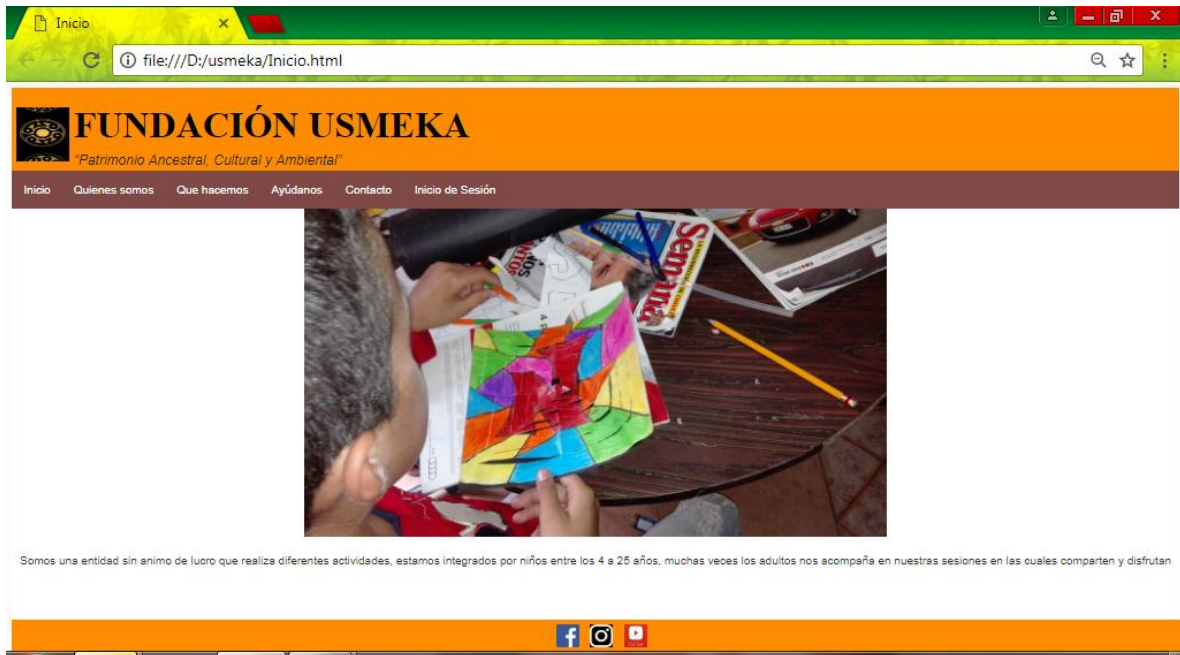 Inicio
file:///D:/usmeka/Inicio.html
FUNDACIÓN USMEKA
"Patrimonio Ancestral, Cultural y Ambiental"
Inicio Quienes somos Que hacemos Ayúdanos Contacto Inicio de Sesión
Semana
Somos una entidad sin animo de lucro que realiza diferentes actividades, estamos integrados por niños entre los 4 a 25 años, muchas veces los adultos nos acompaña en nuestras sesiones en las cuales comparten y disfrutan